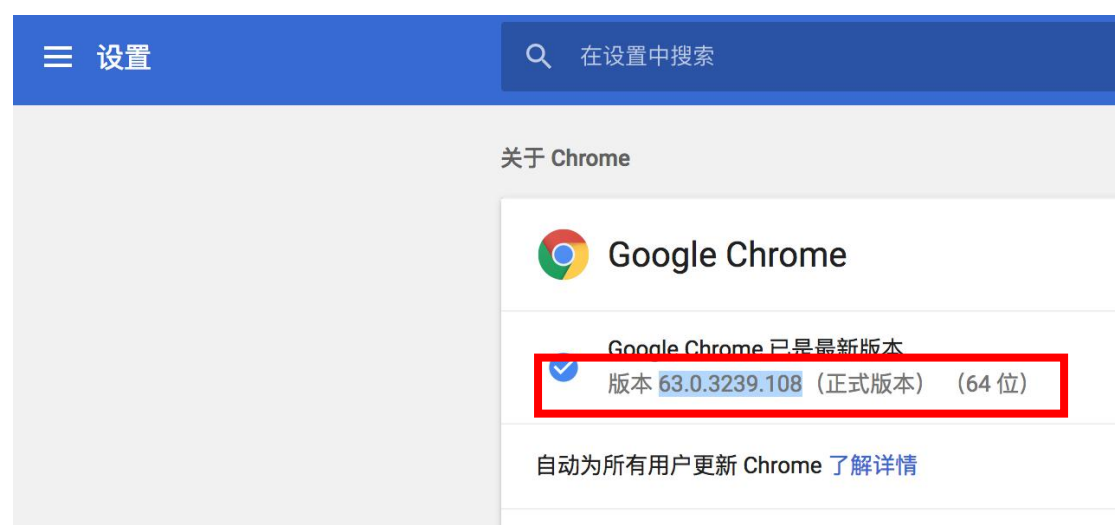 设置
在设置中搜索
关于 Chrome
Google Chrome
Google Chrome 已是最新版本
版本 63.0.3239.108（正式版本） （64 位）
自动为所有用户更新 Chrome 了解详情